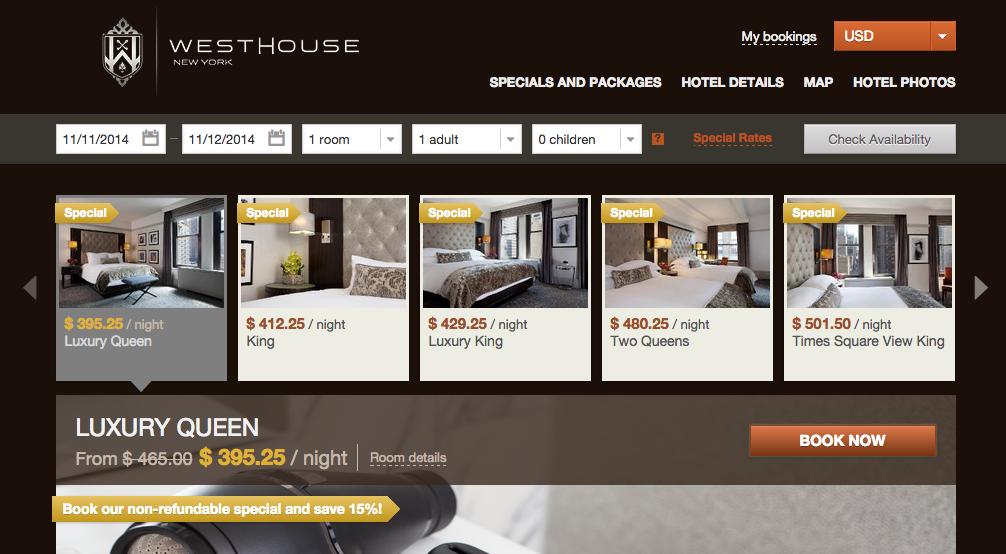 My bookings
USD
WESTHOUSE
NEW YORK
SPECIALS AND PACKAGES HOTEL DETAILS MAP HOTEL PHOTOS
11/11/2014 – 11/12/2014 1 room 1 adult 0 children ? Special Rates Check Availability
Special Special Special Special Special
$ 395.25 / night
Luxury Queen
$ 412.25 / night
King
$ 429.25 / night
Luxury King
$ 480.25 / night
Two Queens
$ 501.50 / night
Times Square View King
LUXURY QUEEN
From $ 465.00 $ 395.25 / night Room details
BOOK NOW
Book our non-refundable special and save 15%!